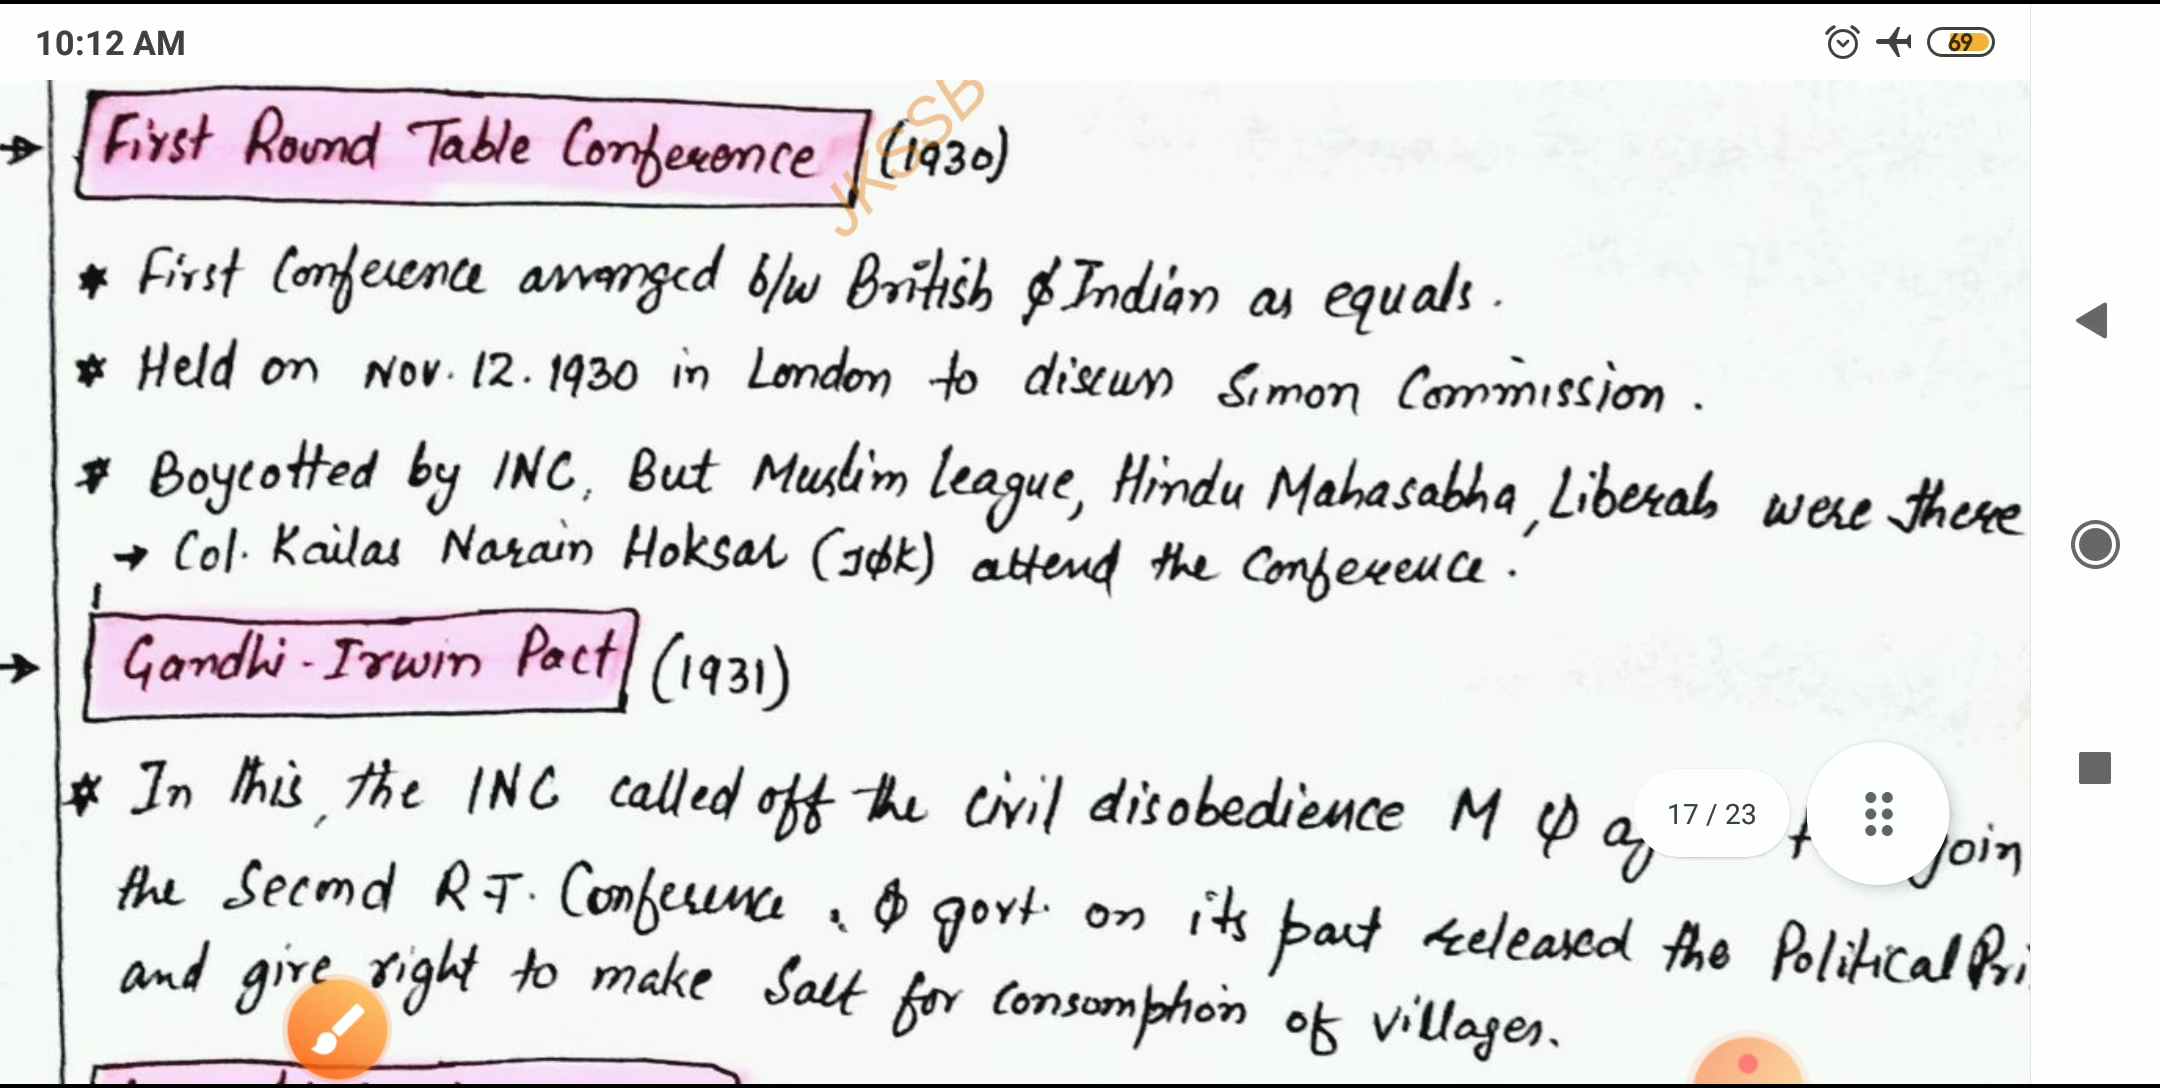 10:12 AM
69
JKSSB
First Round Table Conference (1930)
* First Conference arranged b/w British & Indian as equals.
* Held on Nov. 12. 1930 in London to discuss Simon Commission.
* Boycotted by INC, But Muslim league, Hindu Mahasabha, Liberals were there
→ Col. Kailas Narain Hoksar (J&K) attend the Conference.
Gandhi-Irwin Pact (1931)
* In this, the INC called off the civil disobedience M & join
17 / 23
the Second R.T. Conference. & govt. on its part released the Political Pri
and give right to make Salt for consumption of villages.